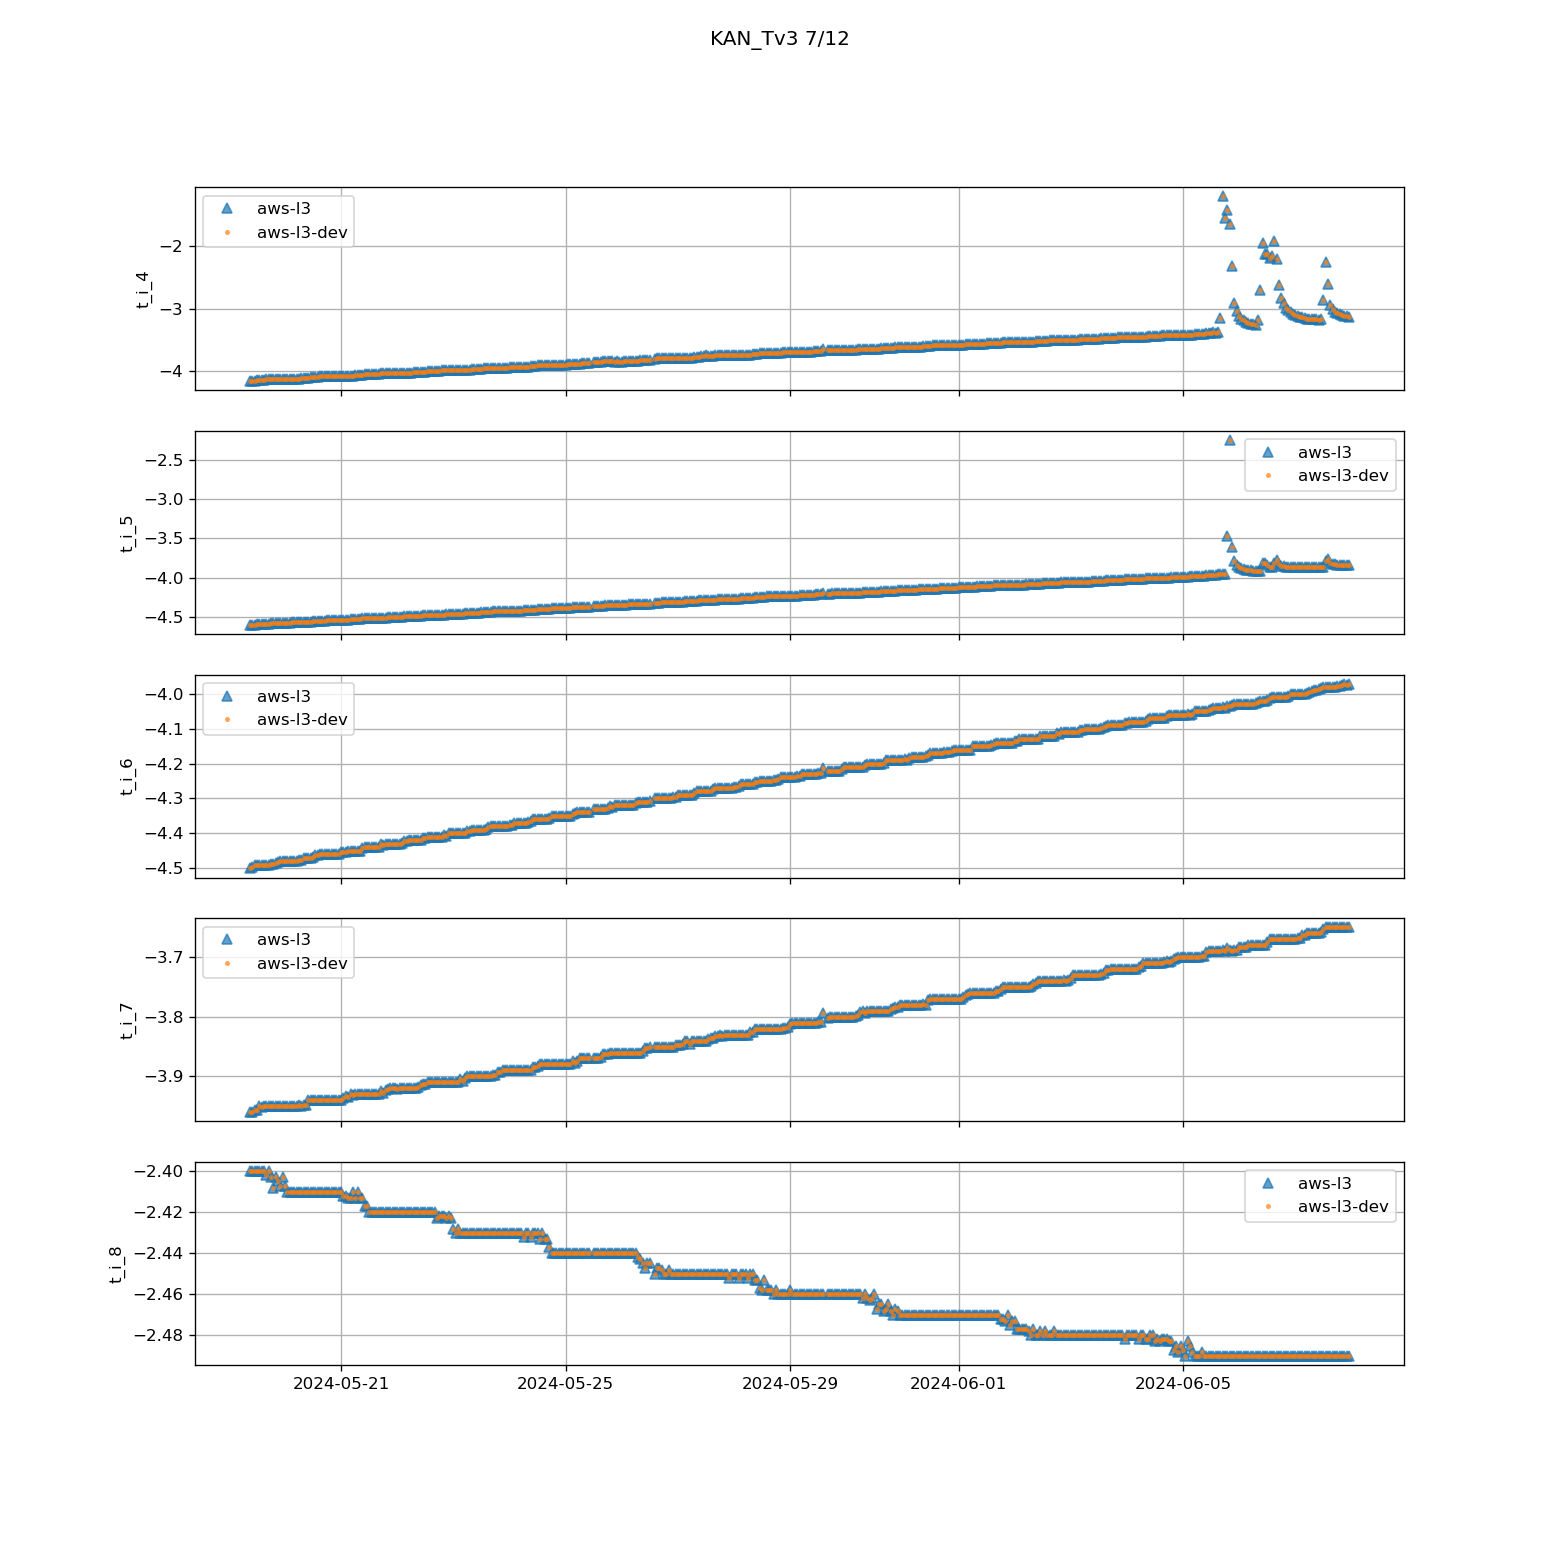 KAN_Tv3 7/12
aws-l3
aws-l3-dev
−2
−3
−4
t_i_4
aws-l3
aws-l3-dev
−2.5
−3.0
−3.5
−4.0
−4.5
t_i_5
aws-l3
aws-l3-dev
−4.0
−4.1
−4.2
−4.3
−4.4
−4.5
t_i_6
aws-l3
aws-l3-dev
−3.7
−3.8
−3.9
t_i_7
aws-l3
aws-l3-dev
−2.40
−2.42
−2.44
−2.46
−2.48
t_i_8
2024-05-21 2024-05-25 2024-05-29 2024-06-01 2024-06-05